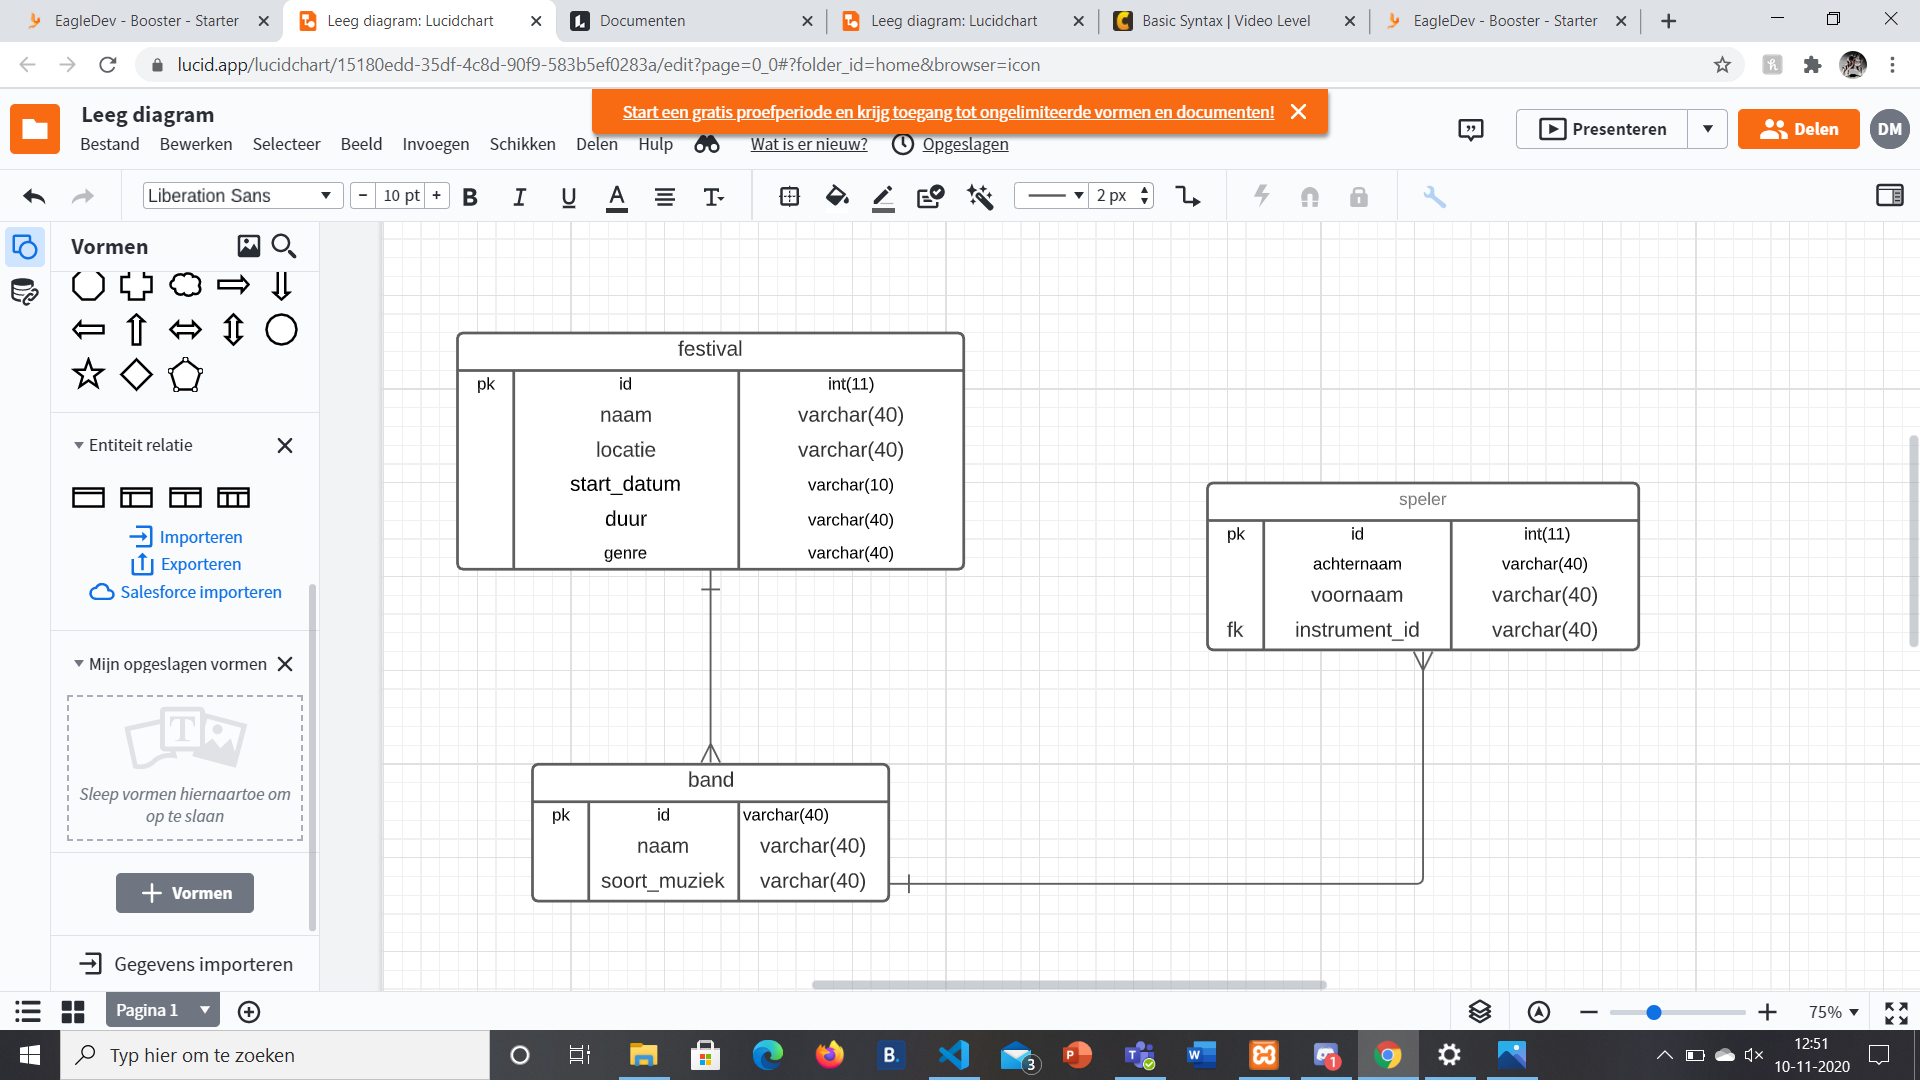 EagleDev - Booster - Starter
Leeg diagram: Lucidchart
Documenten
Leeg diagram: Lucidchart
Basic Syntax | Video Level
EagleDev - Booster - Starter
lucid.app/lucidchart/15180edd-35df-4c8d-90f9-583b5ef0283a/edit?page=0_0#?folder_id=home&browser=icon
Leeg diagram
Start een gratis proefperiode en krijg toegang tot ongelimiteerde vormen en documenten!
Bestand Bewerken Selecteer Beeld Invoegen Schikken Delen Hulp Wat is er nieuw? Opgeslagen
Presenteren
Delen
DM
Liberation Sans
10 pt
B I U A T
2 px
Vormen
Entiteit relatie
Importeren
Exporteren
Salesforce importeren
Mijn opgeslagen vormen
T
Sleep vormen hiernaartoe om
op te slaan
Vormen
Gegevens importeren
festival
pk id int(11)
naam varchar(40)
locatie varchar(40)
start_datum varchar(10)
duur varchar(40)
genre varchar(40)
speler
pk id int(11)
achternaam varchar(40)
voornaam varchar(40)
fk instrument_id varchar(40)
band
pk id varchar(40)
naam varchar(40)
soort_muziek varchar(40)
Pagina 1
75%
Typ hier om te zoeken
B.
3
P
W
1
12:51
10-11-2020